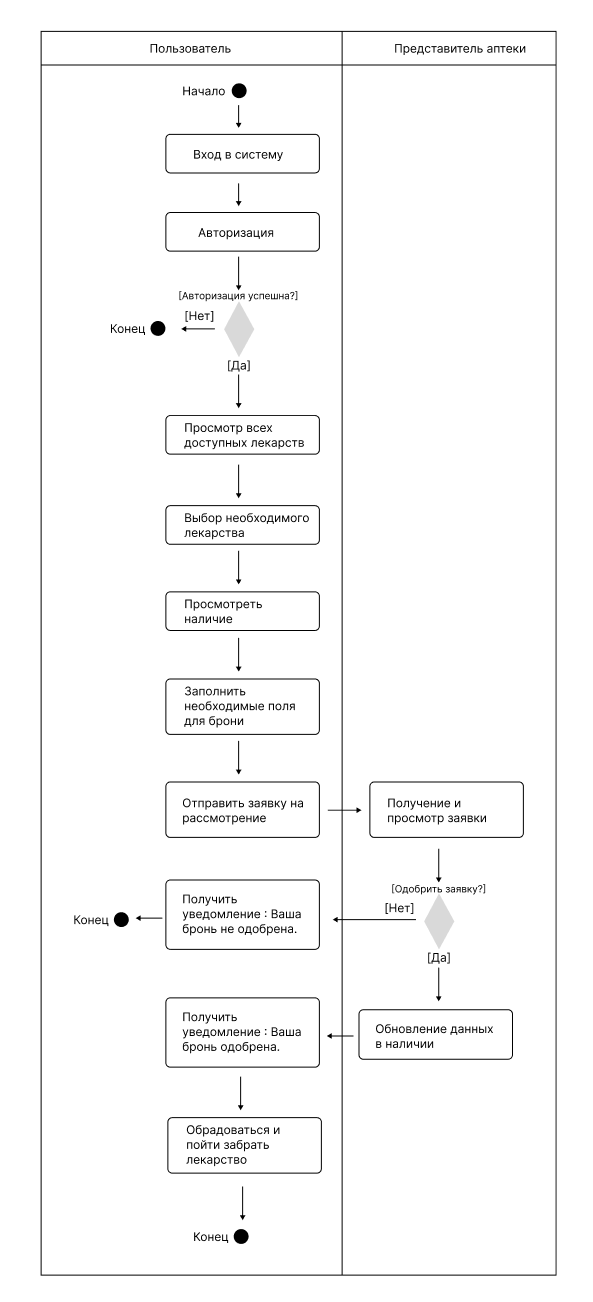 Пользователь
Представитель аптеки
Начало
Вход в систему
Авторизация
[Авторизация успешна?]
[Нет]
Конец
[Да]
Просмотр всех
доступных лекарств
Выбор необходимого
лекарства
Просмотреть
наличие
Заполнить
необходимые поля
для брони
Отправить заявку на
рассмотрение
Получение и
просмотр заявки
[Одобрить заявку?]
[Нет]
Получить
уведомление : Ваша
бронь не одобрена.
Конец
[Да]
Обновление данных
в наличии
Получить
уведомление : Ваша
бронь одобрена.
Обрадоваться и
пойти забрать
лекарство
Конец